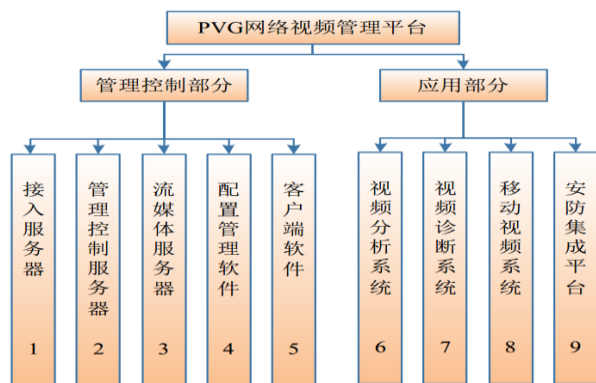 PVG网络视频管理平台
管理控制部分
应用部分
接入服务器 1
管理控制服务器 2
流媒体服务器 3
配置管理软件 4
客户端软件 5
视频分析系统 6
视频诊断系统 7
移动视频系统 8
安防集成平台 9